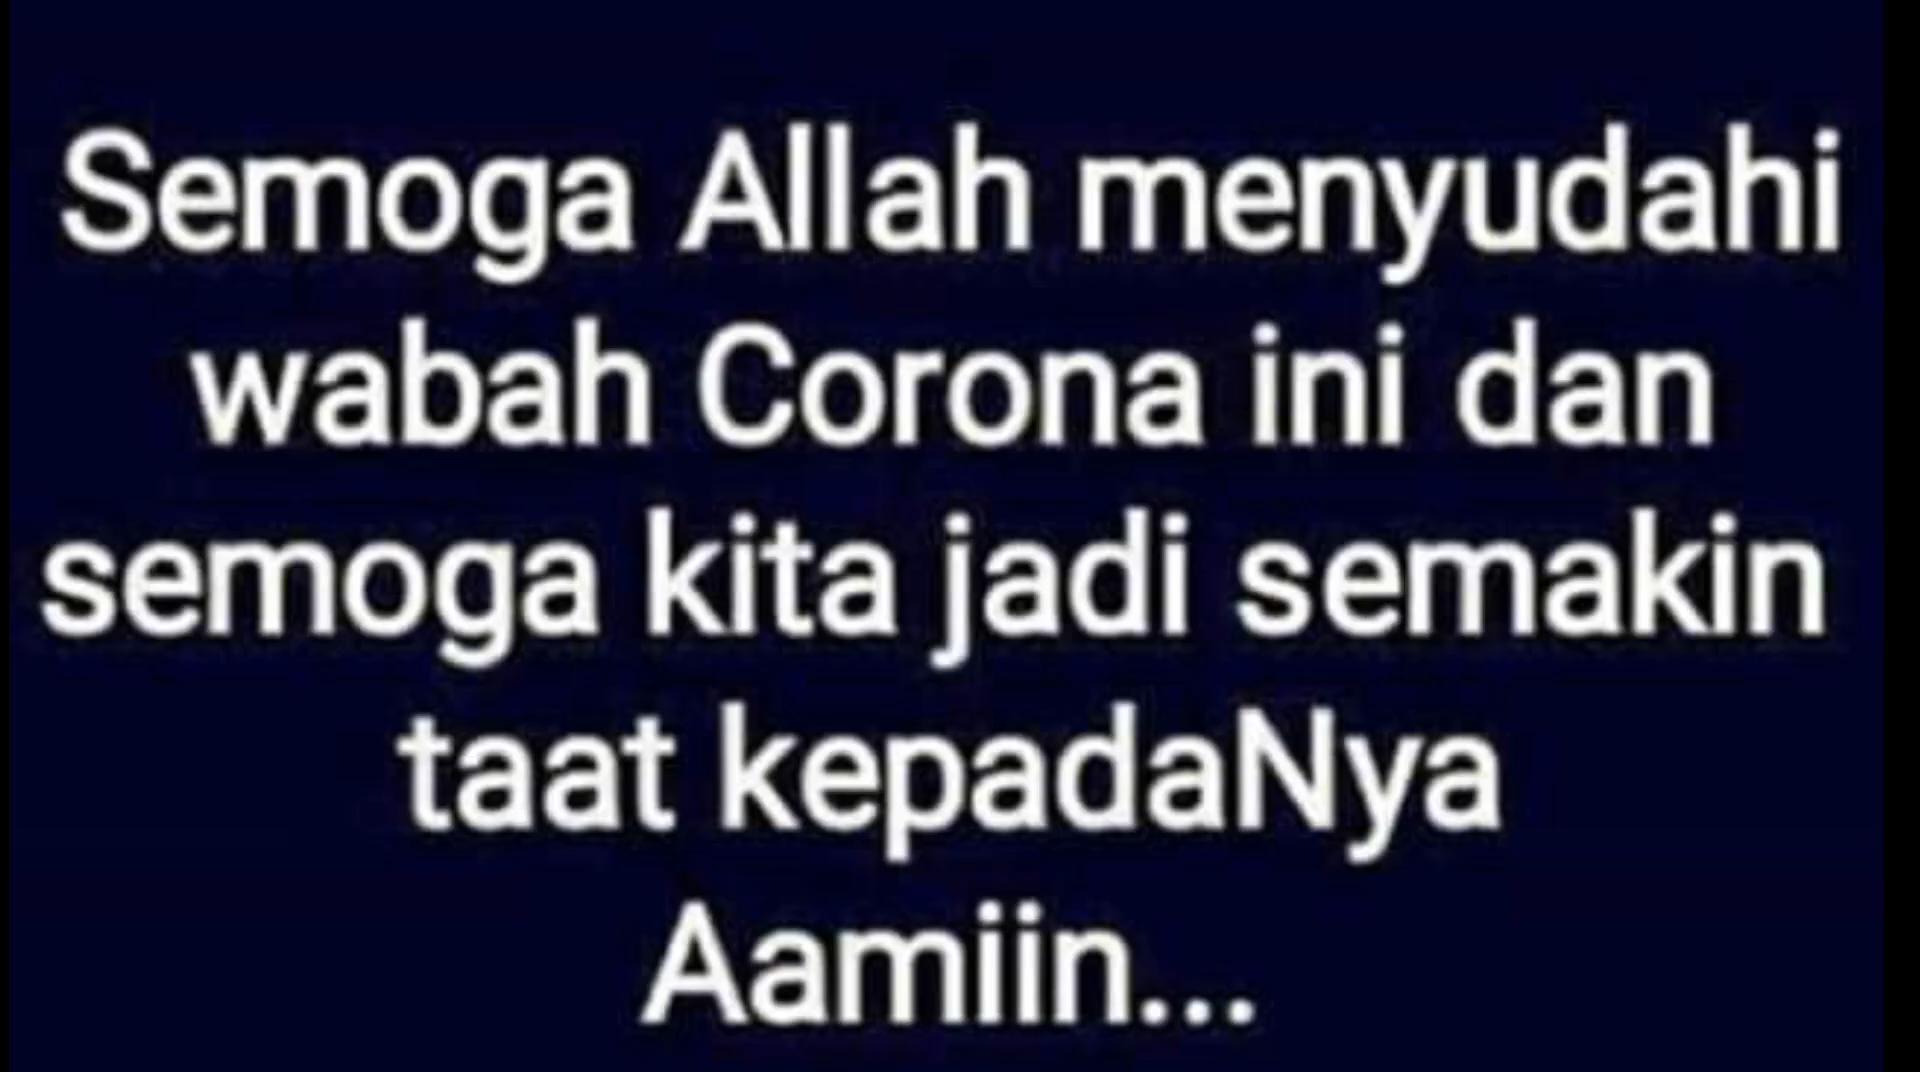 Semoga Allah menyudahi
wabah Corona ini dan
semoga kita jadi semakin
taat kepadaNya
Aamiin...